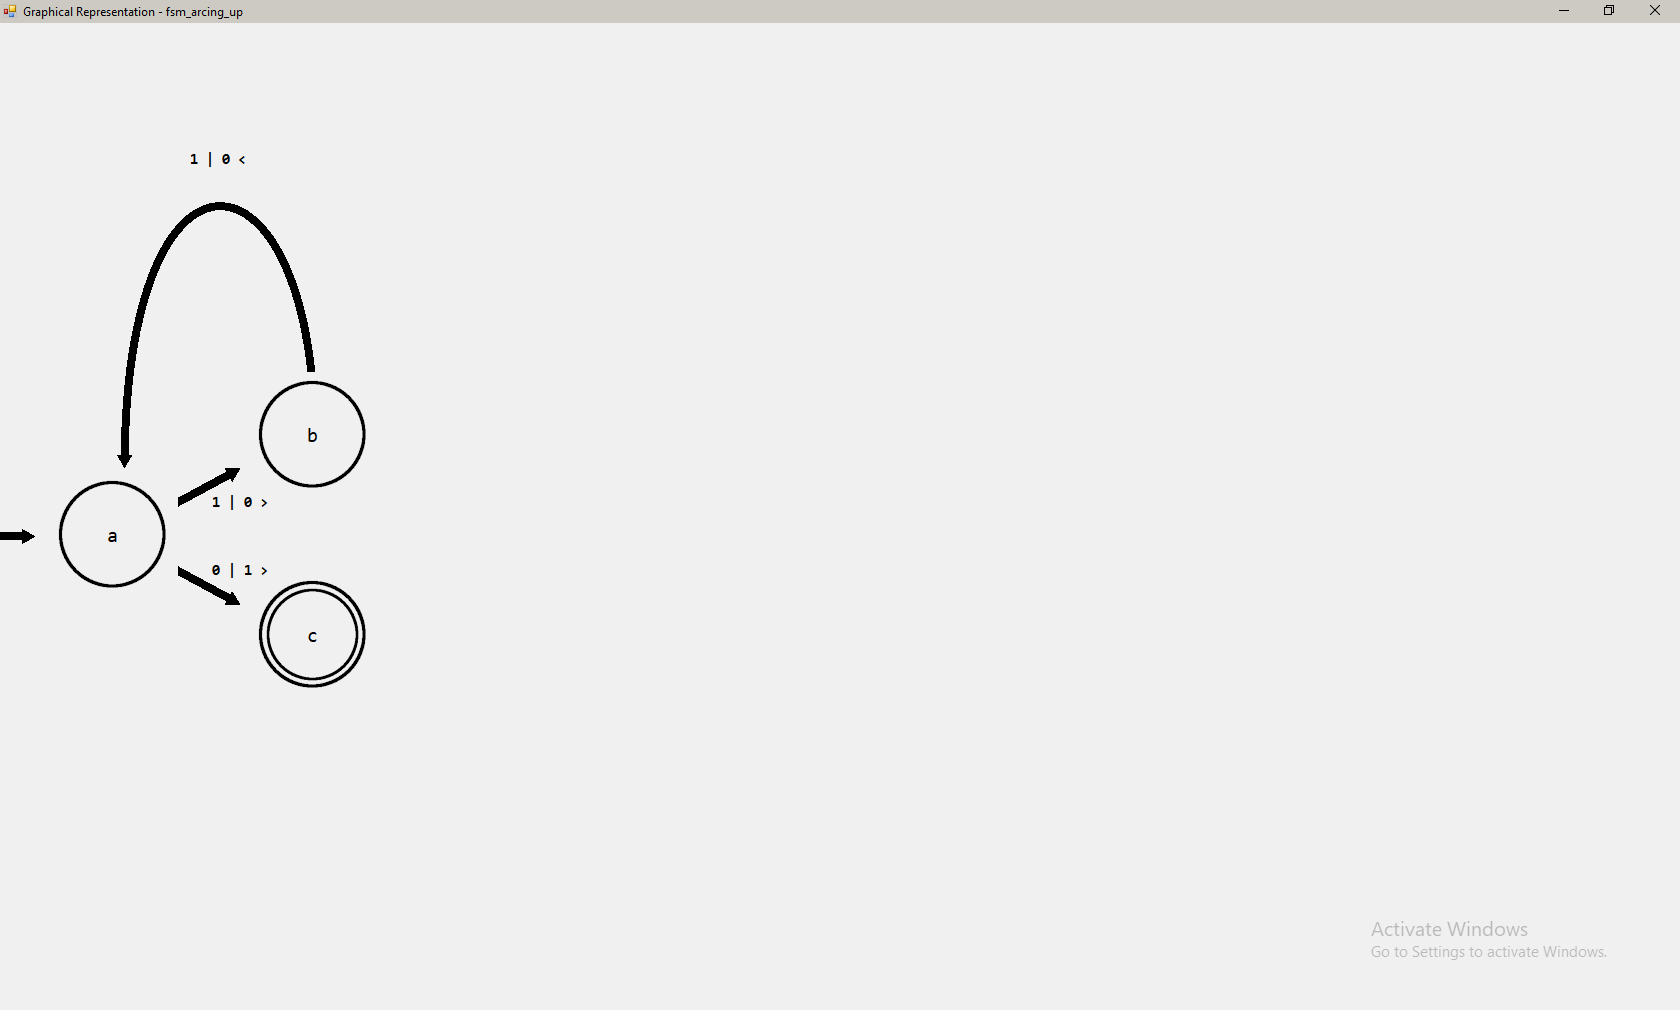 Graphical Representation - fsm_arcing_up
1 | 0 <
b
1 | 0 >
a
0 | 1 >
c
Activate Windows
Go to Settings to activate Windows.